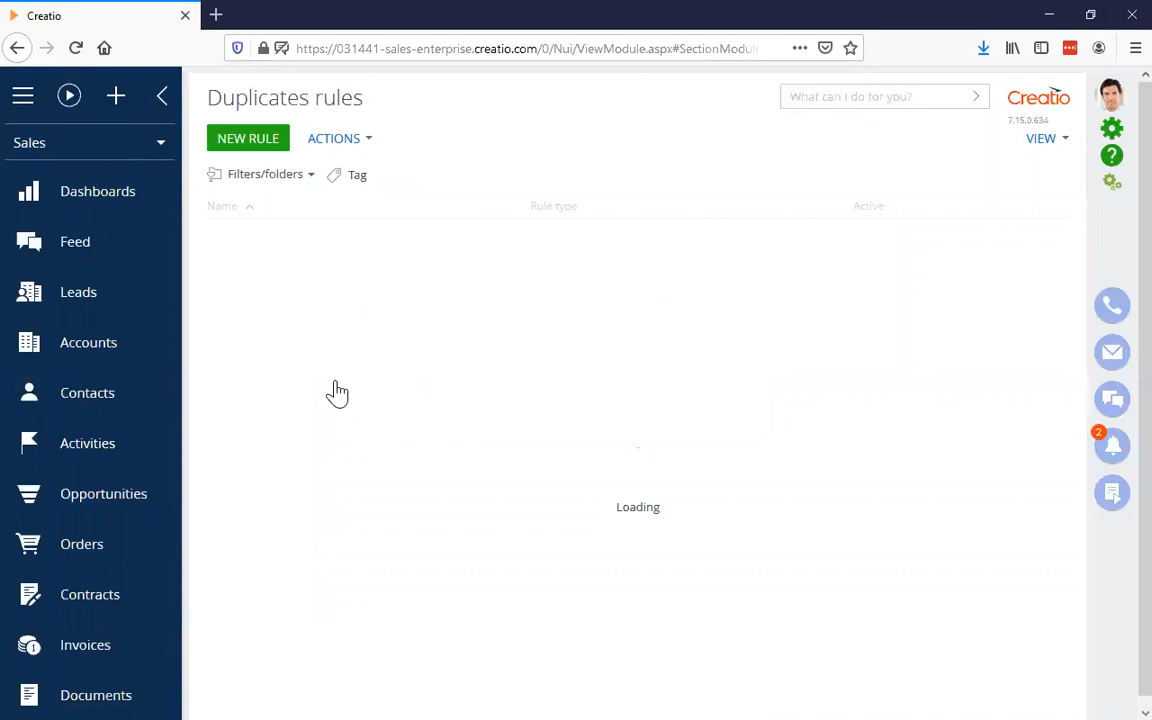 Creatio
https://031441-sales-enterprise.creatio.com/0/Nui/ViewModule.aspx#SectionModul
Sales
Dashboards
Feed
Leads
Accounts
Contacts
Activities
Opportunities
Orders
Contracts
Invoices
Documents
Duplicates rules
What can I do for you?
Creatio
7.15.0.634
NEW RULE
ACTIONS
VIEW
Filters/folders
Tag
Name
Rule type
Active
Loading
2